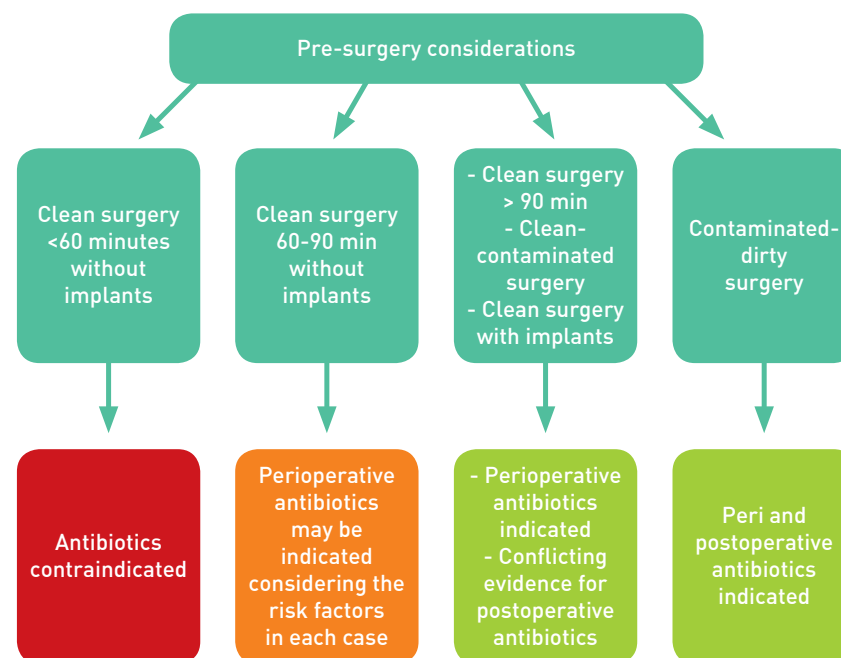 Pre-surgery considerations
Clean surgery
<60 minutes
without
implants
Clean surgery
60-90 min
without
implants
- Clean surgery
> 90 min
- Clean-
contaminated
surgery
- Clean surgery
with implants
Contaminated-
dirty
surgery
Antibiotics
contraindicated
Perioperative
antibiotics
may be
indicated
considering the
risk factors
in each case
- Perioperative
antibiotics
indicated
- Conflicting
evidence for
postoperative
antibiotics
Peri and
postoperative
antibiotics
indicated